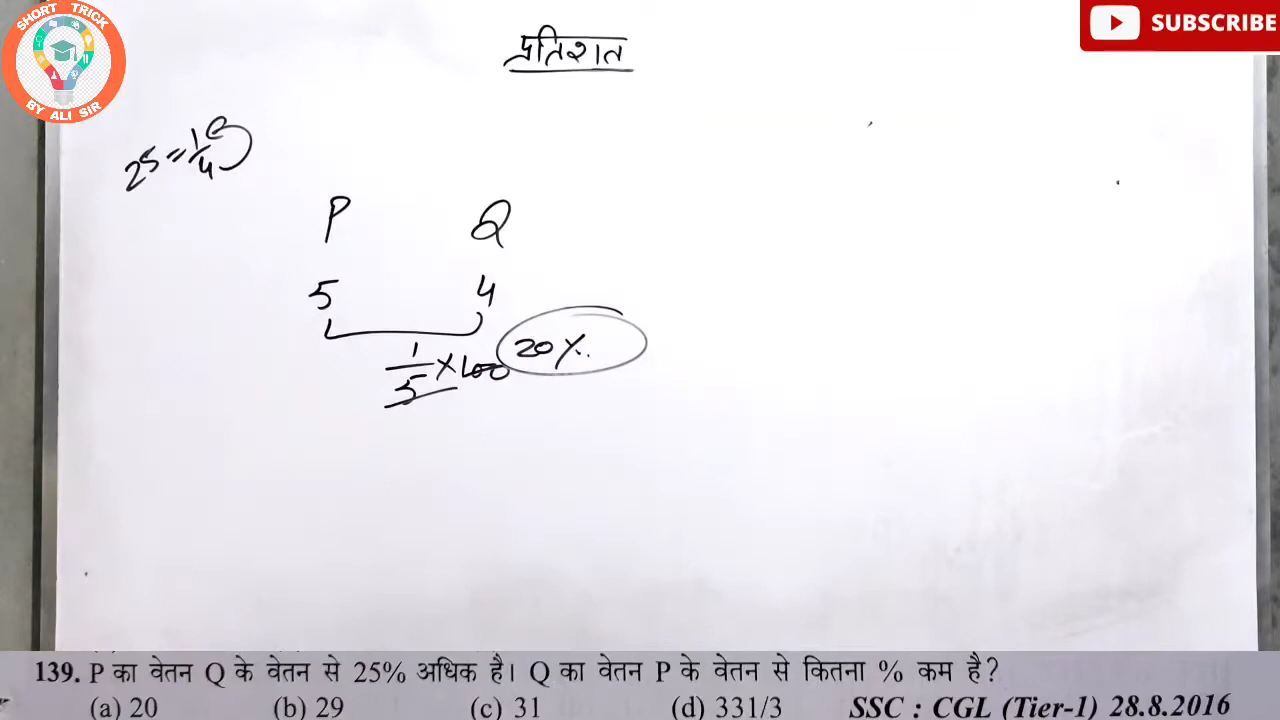 SHORT TRICK
BY ALI SIR
SUBSCRIBE
प्रतिशत
25 = 1/4
P Q
5 4
1/5 × 100 20%
139. P का वेतन Q के वेतन से 25% अधिक है। Q का वेतन P के वेतन से कितना % कम है?
(a) 20 (b) 29 (c) 31 (d) 331/3 SSC : CGL (Tier-1) 28.8.2016